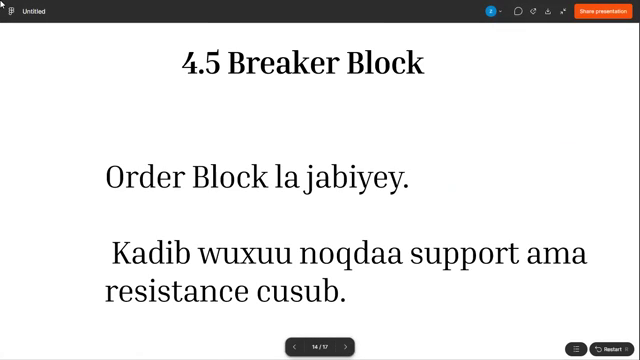 Untitled
Share presentation
4.5 Breaker Block
Order Block la jabiyey.
Kadib wuxuu noqdaa support ama
resistance cusub.
14 / 17
Restart